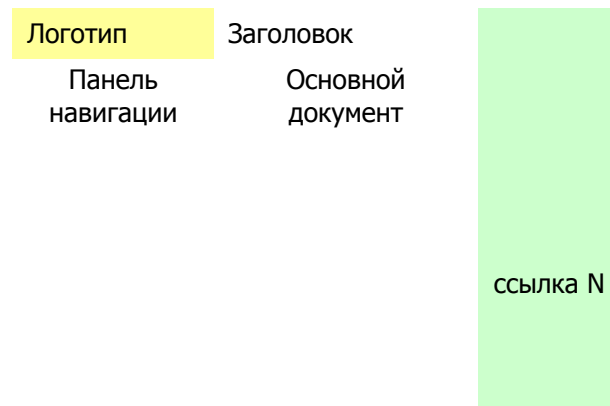 Логотип
Заголовок
Панель
навигации
Основной
документ
ссылка N